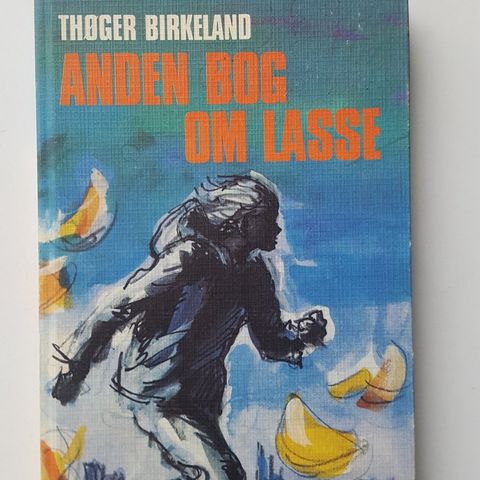 THØGER BIRKELAND
ANDEN BOG
OM LASSE